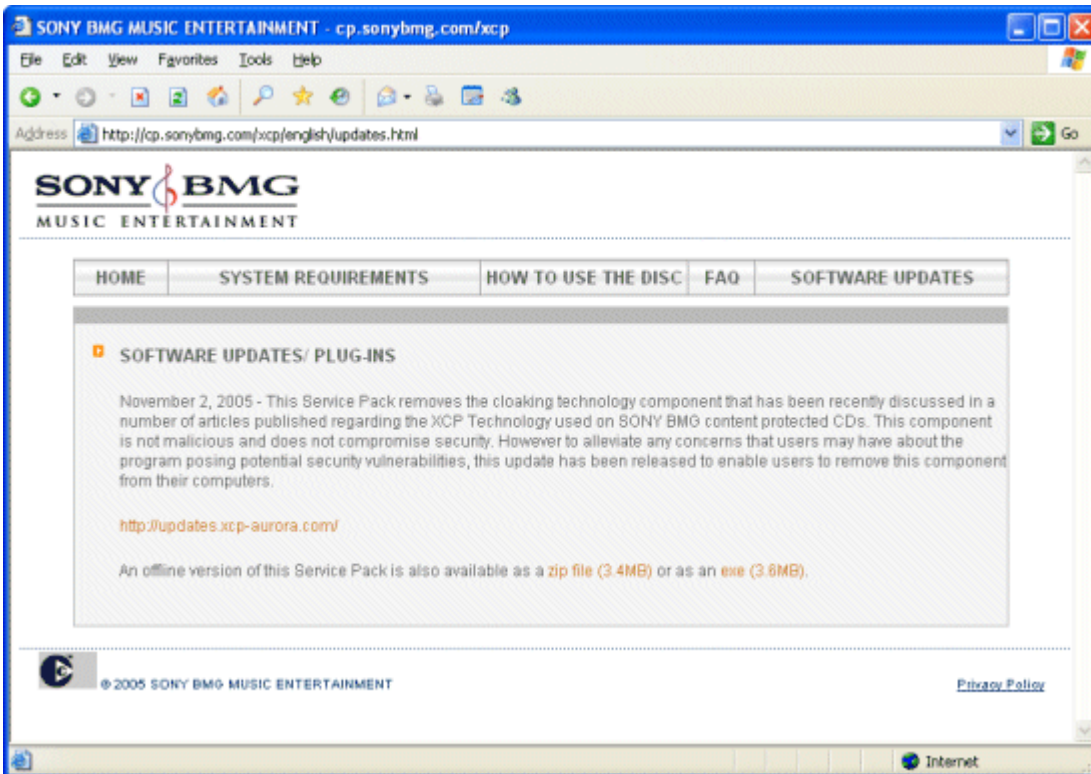 SONY BMG MUSIC ENTERTAINMENT - cp.sonybmg.com/xcp
File Edit View Favorites Tools Help
Address http://cp.sonybmg.com/xcp/english/updates.html Go
SONY BMG
MUSIC ENTERTAINMENT
HOME SYSTEM REQUIREMENTS HOW TO USE THE DISC FAQ SOFTWARE UPDATES
SOFTWARE UPDATES/ PLUG-INS
November 2, 2005 - This Service Pack removes the cloaking technology component that has been recently discussed in a
number of articles published regarding the XCP Technology used on SONY BMG content protected CDs. This component
is not malicious and does not compromise security. However to alleviate any concerns that users may have about the
program posing potential security vulnerabilities, this update has been released to enable users to remove this component
from their computers.
http://updates.xcp-aurora.com/
An offline version of this Service Pack is also available as a zip file (3.4MB) or as an exe (3.6MB).
© 2005 SONY BMG MUSIC ENTERTAINMENT Privacy Policy
Internet